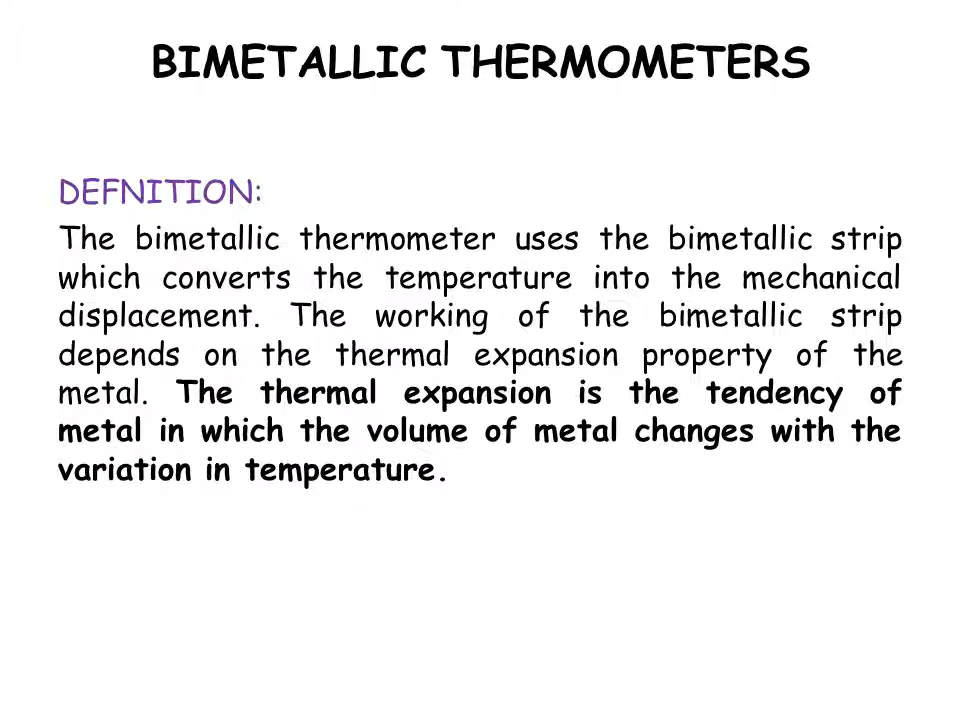 BIMETALLIC THERMOMETERS
DEFNITION:
The bimetallic thermometer uses the bimetallic strip
which converts the temperature into the mechanical
displacement. The working of the bimetallic strip
depends on the thermal expansion property of the
metal. The thermal expansion is the tendency of
metal in which the volume of metal changes with the
variation in temperature.